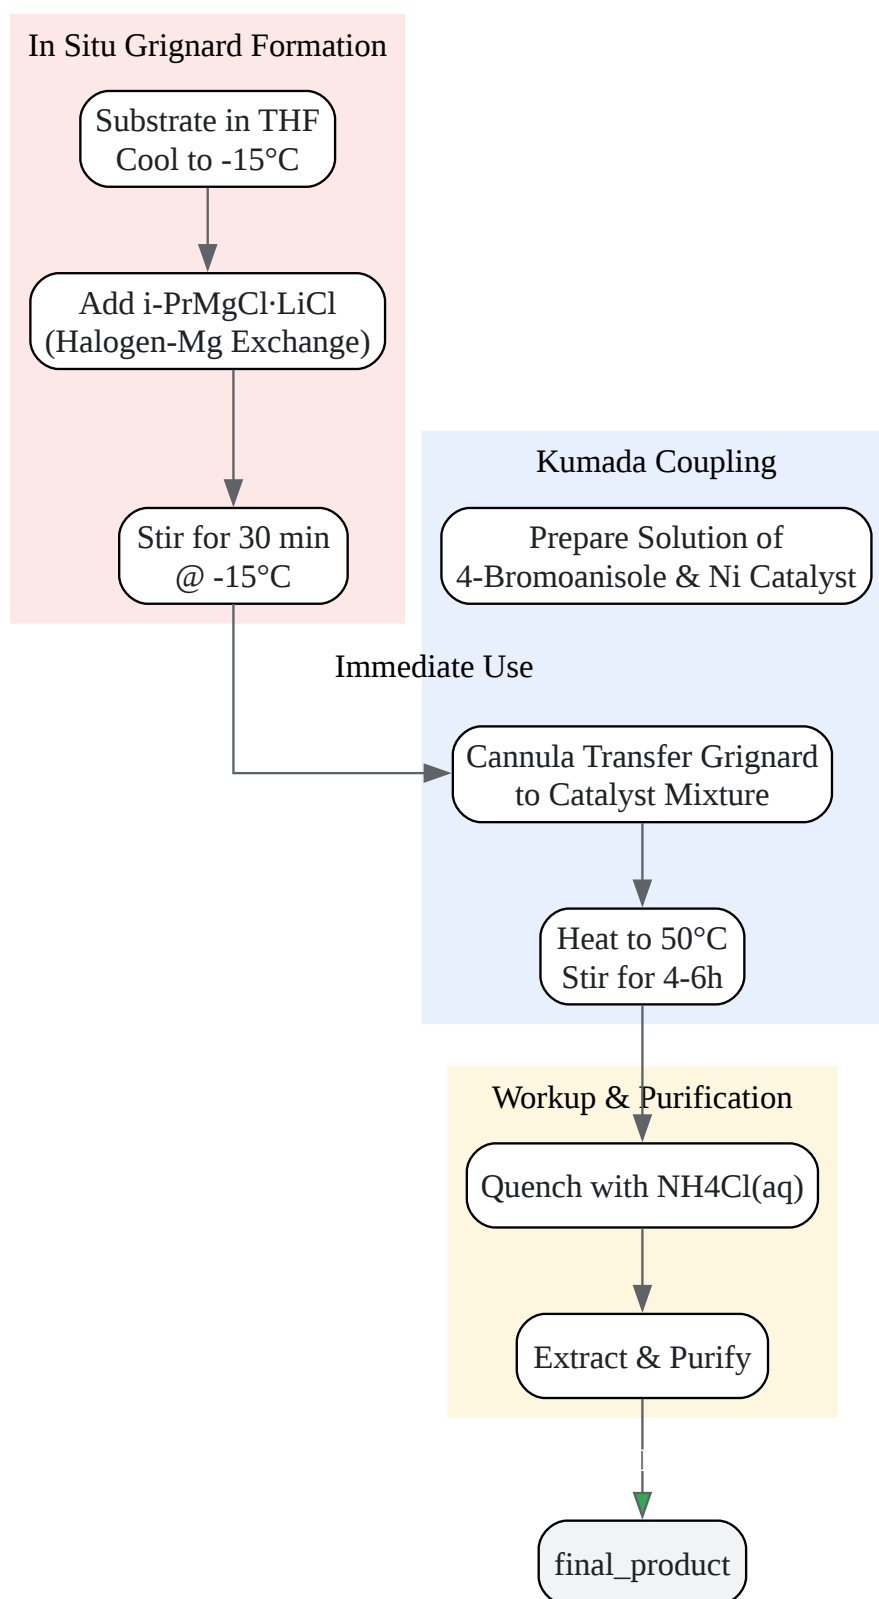 In Situ Grignard Formation
Substrate in THF
Cool to -15°C
Add i-PrMgCl·LiCl
(Halogen-Mg Exchange)
Stir for 30 min
@ -15°C
Kumada Coupling
Prepare Solution of
4-Bromoanisole & Ni Catalyst
Immediate Use
Cannula Transfer Grignard
to Catalyst Mixture
Heat to 50°C
Stir for 4-6h
Workup & Purification
Quench with NH4Cl(aq)
Extract & Purify
final_product